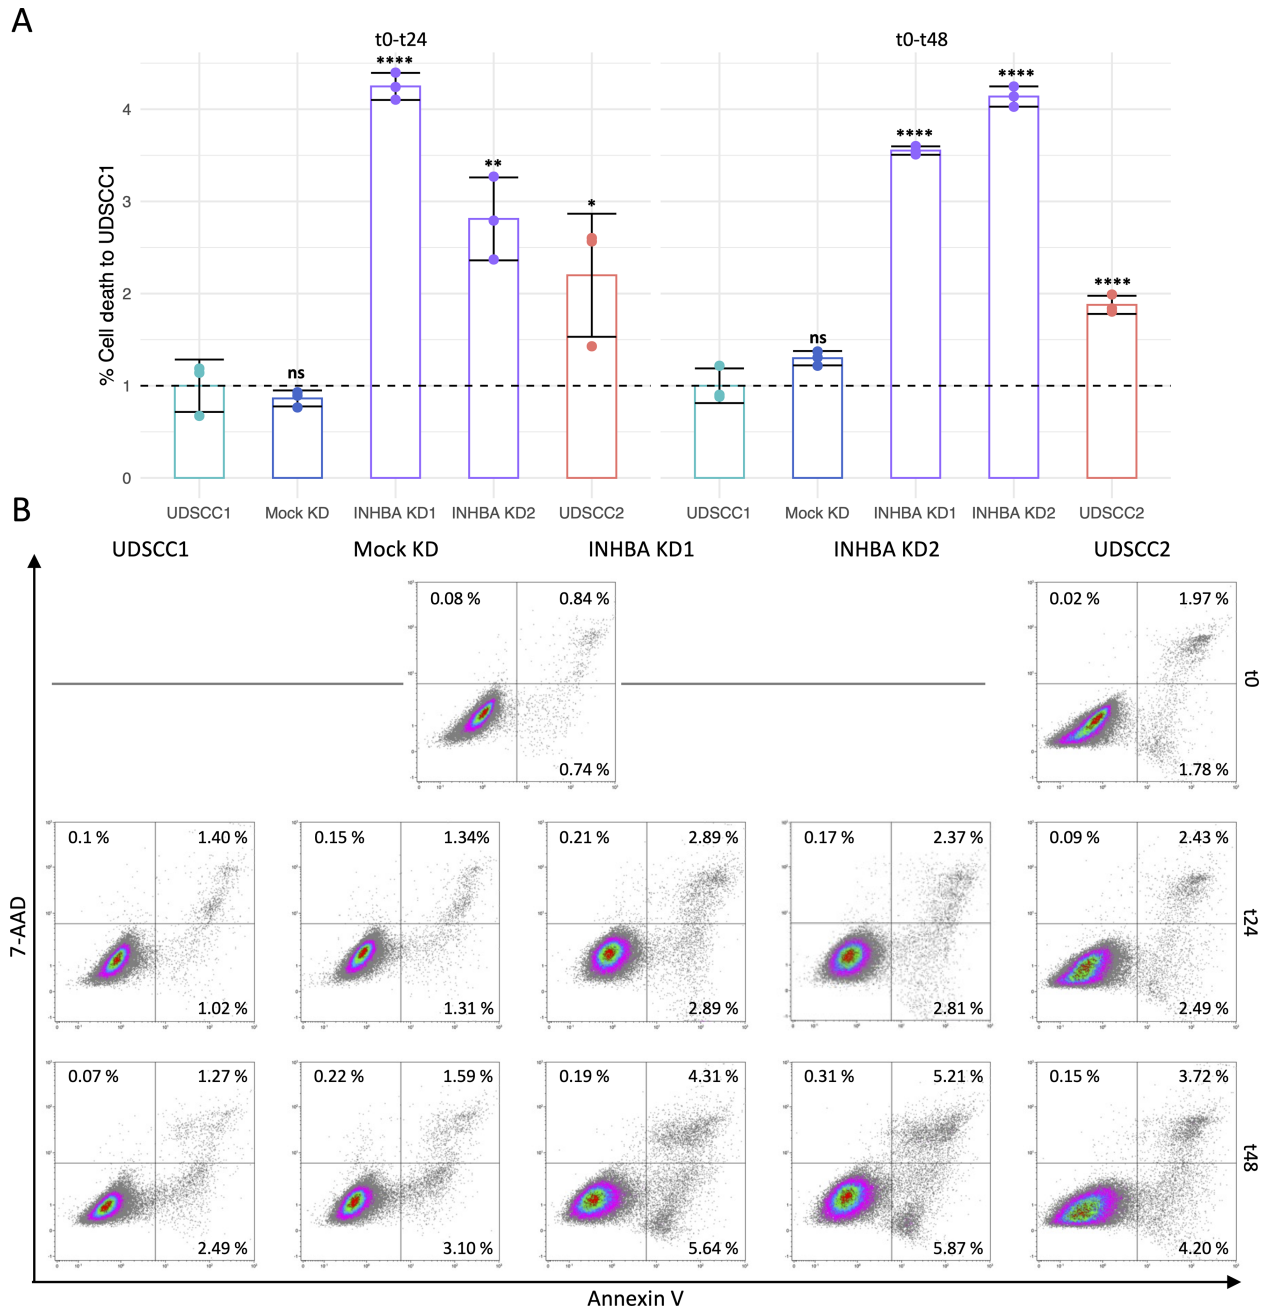 A
t0-t24
t0-t48
% Cell death to UDSCC1
4
3
2
1
0
ns
****
**
*
ns
****
****
****
UDSCC1 Mock KD INHBA KD1 INHBA KD2 UDSCC2
UDSCC1 Mock KD INHBA KD1 INHBA KD2 UDSCC2
B
UDSCC1 Mock KD INHBA KD1 INHBA KD2 UDSCC2
0.08 % 0.84 %
0.74 %
0.02 % 1.97 %
1.78 %
t0
0.1 % 1.40 %
1.02 %
0.15 % 1.34%
1.31 %
0.21 % 2.89 %
2.89 %
0.17 % 2.37 %
2.81 %
0.09 % 2.43 %
2.49 %
t24
0.07 % 1.27 %
2.49 %
0.22 % 1.59 %
3.10 %
0.19 % 4.31 %
5.64 %
0.31 % 5.21 %
5.87 %
0.15 % 3.72 %
4.20 %
t48
7-AAD
Annexin V